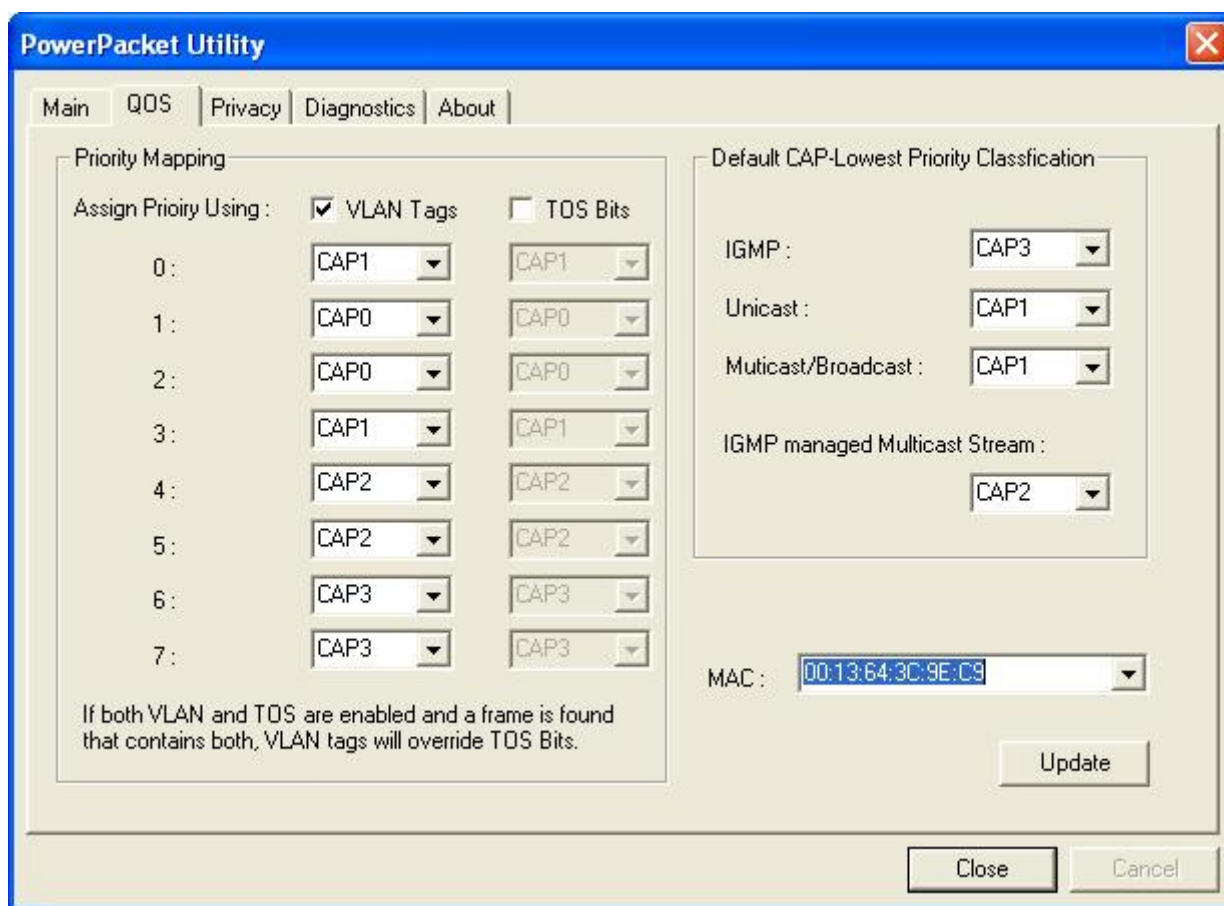 PowerPacket Utility
Main QOS Privacy Diagnostics About
Priority Mapping
Assign Prioiry Using : VLAN Tags TOS Bits
0 : CAP1 CAP1
1 : CAP0 CAP0
2 : CAP0 CAP0
3 : CAP1 CAP1
4 : CAP2 CAP2
5 : CAP2 CAP2
6 : CAP3 CAP3
7 : CAP3 CAP3
If both VLAN and TOS are enabled and a frame is found
that contains both, VLAN tags will override TOS Bits.
Default CAP-Lowest Priority Classfication
IGMP : CAP3
Unicast : CAP1
Muticast/Broadcast : CAP1
IGMP managed Multicast Stream :
CAP2
MAC : 00:13:64:3C:9E:C9
Update
Close Cancel